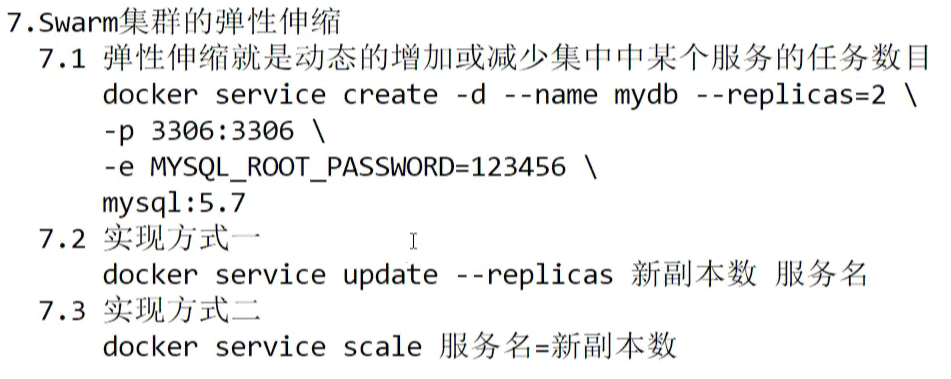 7.Swarm集群的弹性伸缩
7.1 弹性伸缩就是动态的增加或减少集中中某个服务的任务数目
docker service create -d --name mydb --replicas=2 \
-p 3306:3306 \
-e MYSQL_ROOT_PASSWORD=123456 \
mysql:5.7
7.2 实现方式一
docker service update --replicas 新副本数 服务名
7.3 实现方式二
docker service scale 服务名=新副本数